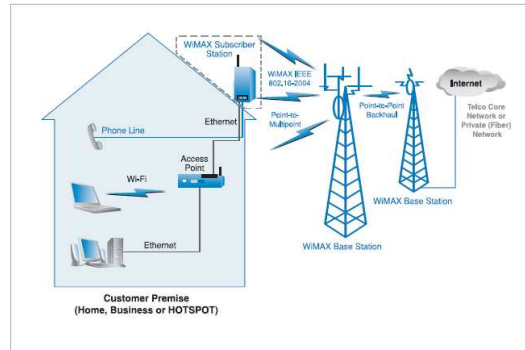 WiMAX Subscriber
Station
WiMAX IEEE
802.16-2004
Internet
Ethernet
Point-to-
Multipoint
Point-to-Point
Backhaul
Telco Core
Network or
Private (Fiber)
Network
Phone Line
Access
Point
Wi-Fi
WiMAX Base Station
Ethernet
WiMAX Base Station
Customer Premise
(Home, Business or HOTSPOT)